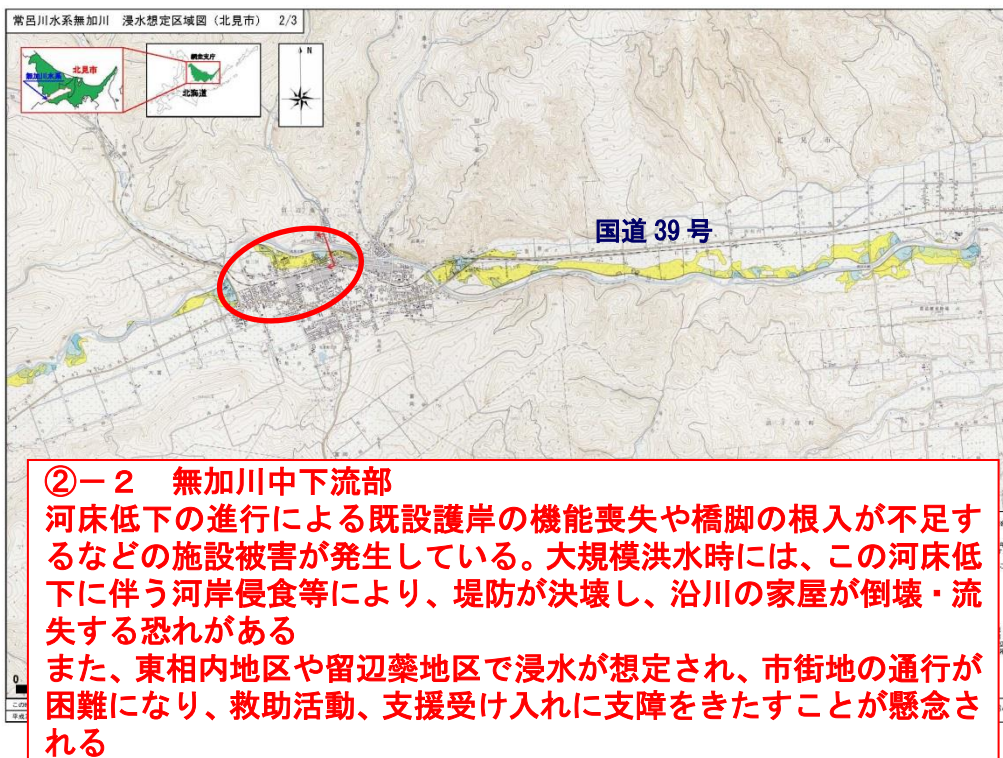 常呂川水系無加川 浸水想定区域図（北見市） 2/3
無加川水系
北見市
網走支庁
北海道
N
国道 39 号
②－２ 無加川中下流部
河床低下の進行による既設護岸の機能喪失や橋脚の根入が不足す
るなどの施設被害が発生している。大規模洪水時には、この河床低
下に伴う河岸侵食等により、堤防が決壊し、沿川の家屋が倒壊・流
失する恐れがある
また、東相内地区や留辺蘂地区で浸水が想定され、市街地の通行が
困難になり、救助活動、支援受け入れに支障をきたすことが懸念さ
れる
0